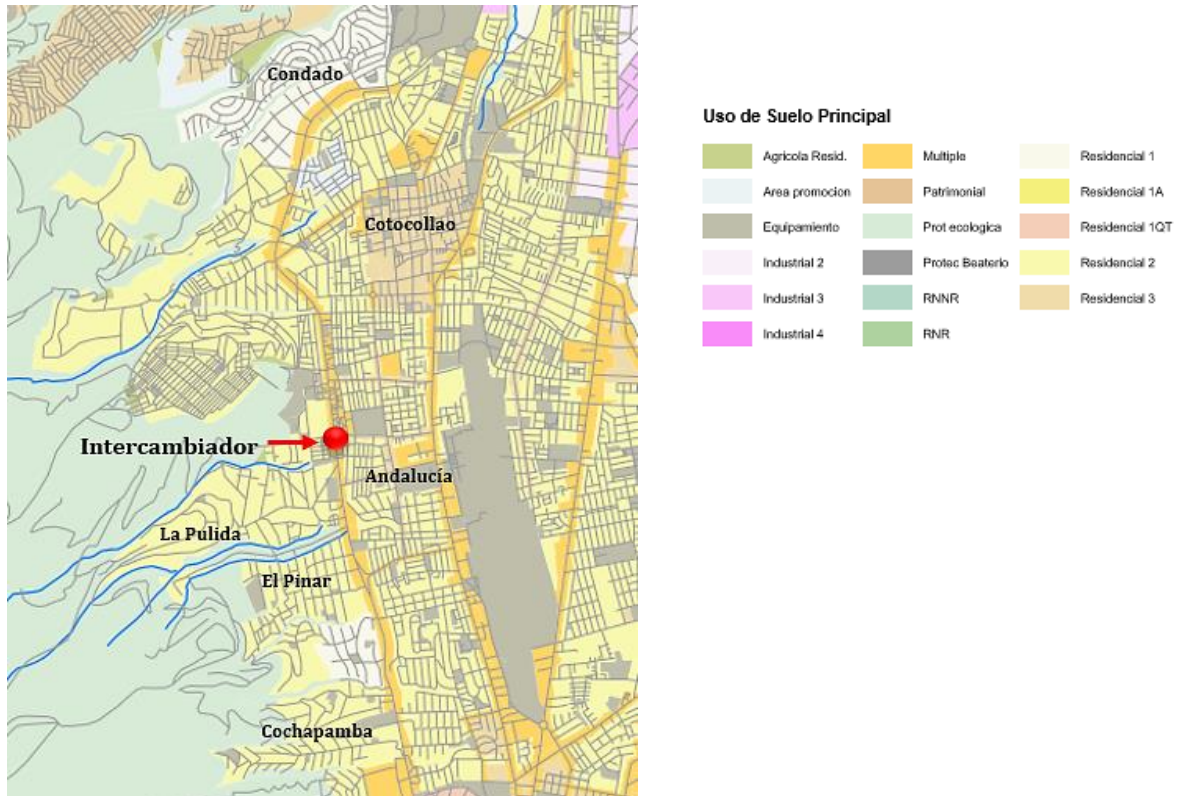 Condado
Cotocollao
Intercambiador
Andalucía
La Pulida
El Pinar
Cochapamba
Uso de Suelo Principal
Agricola Resid.
Area promocion
Equipamiento
Industrial 2
Industrial 3
Industrial 4
Multiple
Patrimonial
Prot ecologica
Protec Beaterio
RNNR
RNR
Residencial 1
Residencial 1A
Residencial 1QT
Residencial 2
Residencial 3